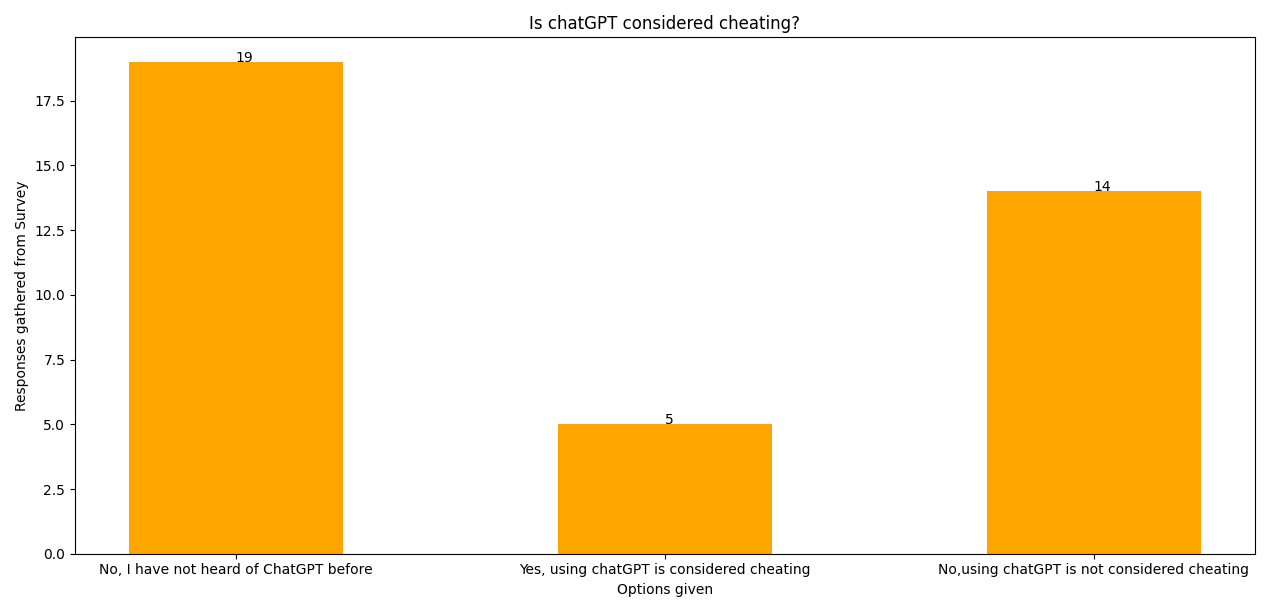 Is chatGPT considered cheating?
19
14
5
17.5
15.0
12.5
10.0
7.5
5.0
2.5
0.0
Responses gathered from Survey
No, I have not heard of ChatGPT before
Yes, using chatGPT is considered cheating
No,using chatGPT is not considered cheating
Options given